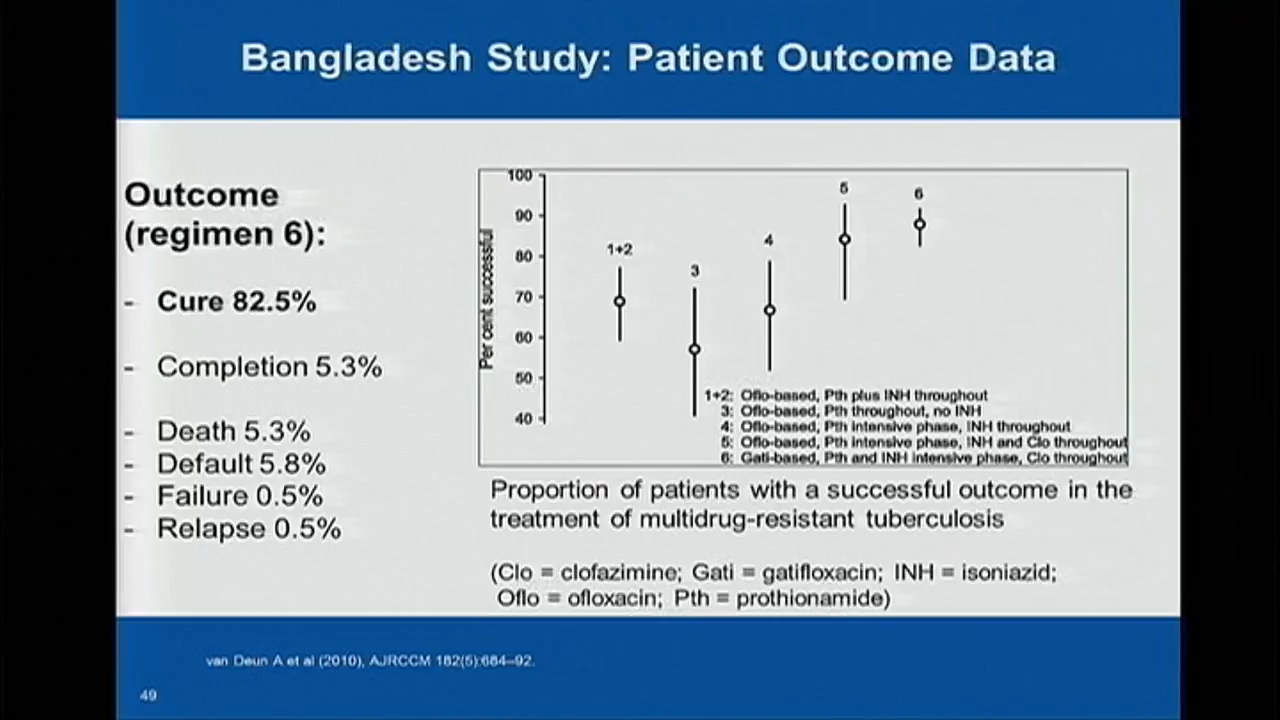 Bangladesh Study: Patient Outcome Data
Outcome
(regimen 6):
- Cure 82.5%
- Completion 5.3%
- Death 5.3%
- Default 5.8%
- Failure 0.5%
- Relapse 0.5%
Per cent successful
100
90
80
70
60
50
40
1+2
3
4
5
6
1+2: Oflo-based, Pth plus INH throughout
3: Oflo-based, Pth throughout, no INH
4: Oflo-based, Pth intensive phase, INH throughout
5: Oflo-based, Pth intensive phase, INH and Clo throughout
6: Gati-based, Pth and INH intensive phase, Clo throughout
Proportion of patients with a successful outcome in the
treatment of multidrug-resistant tuberculosis
(Clo = clofazimine; Gati = gatifloxacin; INH = isoniazid;
Oflo = ofloxacin; Pth = prothionamide)
van Deun A et al (2010), AJRCCM 182(5):684–92.
49